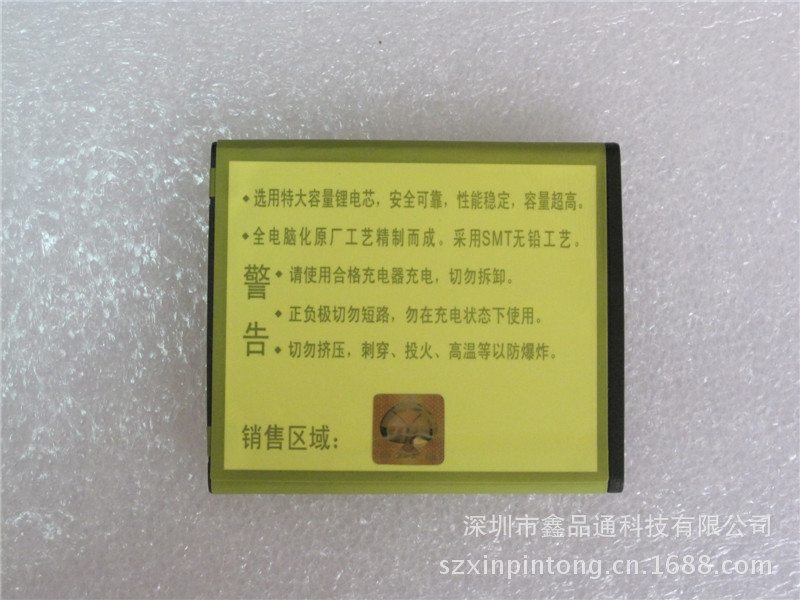 ◆选用特大容量锂电芯，安全可靠，性能稳定，容量超高。
◆全电脑化原厂工艺精制而成。采用SMT无铅工艺。
警告
◆请使用合格充电器充电，切勿拆卸。
◆正负极切勿短路，勿在充电状态下使用。
◆切勿挤压，刺穿、投火、高温等以防爆炸。
销售区域：
深圳市鑫品通科技有限公司
szxinpintong.cn.1688.com